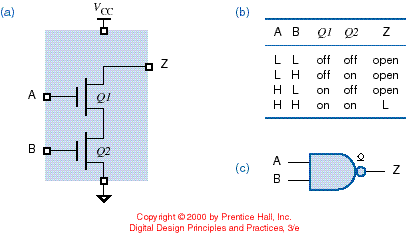 (a)
VCC
Z
A
Q1
B
Q2
(b)
A B Q1 Q2 Z
L L off off open
L H off off open
H L on off open
H H on on L
(c)
A
B
Z
Copyright © 2000 by Prentice Hall, Inc.
Digital Design Principles and Practices, 3/e